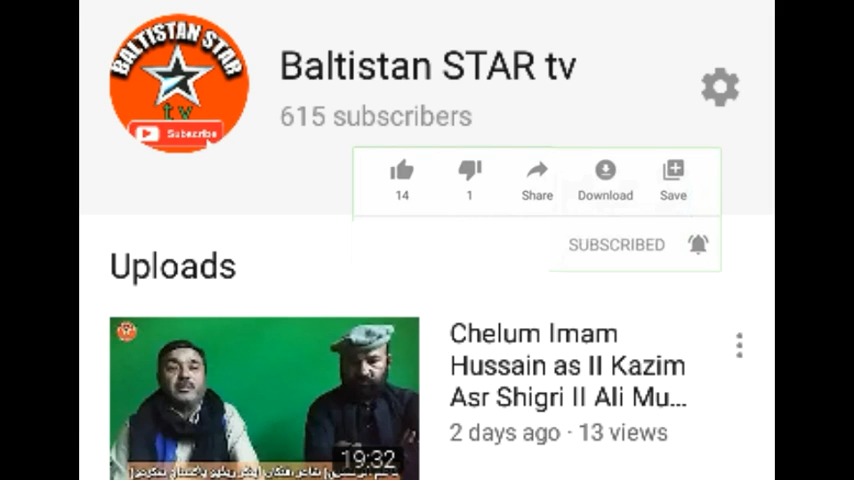 BALTISTAN STAR
tv
Subscribe
Baltistan STAR tv
615 subscribers
14
1
Share
Download
Save
SUBSCRIBED
Uploads
19:32
Chelum Imam
Hussain as II Kazim
Asr Shigri II Ali Mu...
2 days ago · 13 views